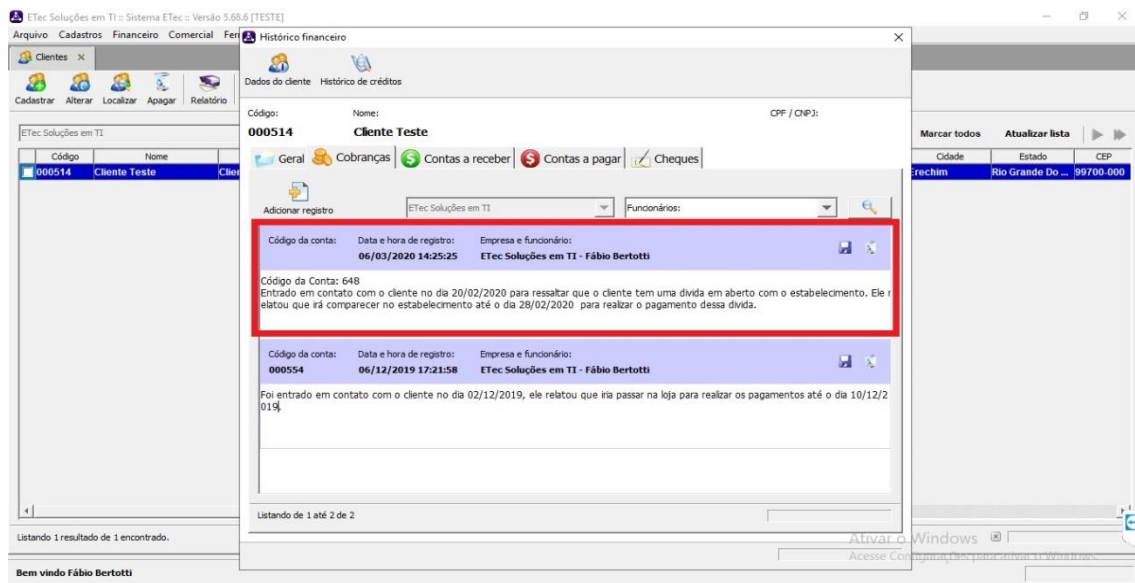 ETec Soluções em TI :: Sistema ETec :: Versão 5.68.6 [TESTE]
Arquivo Cadastros Financeiro Comercial Fer
Histórico financeiro
Clientes
Cadastrar Alterar Localizar Apagar Relatório
Dados do cliente Histórico de créditos
Código: Nome: CPF / CNPJ:
000514 Cliente Teste
ETec Soluções em TI
Marcar todos Atualizar lista
Geral Cobranças Contas a receber Contas a pagar Cheques
Código Nome Cidade Estado CEP
000514 Cliente Teste Clier Erechim Rio Grande Do ... 99700-000
Adicionar registro
ETec Soluções em TI Funcionários:
Código da conta: Data e hora de registro: Empresa e funcionário:
06/03/2020 14:25:25 ETec Soluções em TI - Fábio Bertotti
Código da Conta: 648
Entrado em contato com o cliente no dia 20/02/2020 para ressaltar que o cliente tem uma divida em aberto com o estabelecimento. Ele r
elatou que irá comparecer no estabelecimento até o dia 28/02/2020 para realizar o pagamento dessa divida.
Código da conta: Data e hora de registro: Empresa e funcionário:
000554 06/12/2019 17:21:58 ETec Soluções em TI - Fábio Bertotti
Foi entrado em contato com o cliente no dia 02/12/2019, ele relatou que iria passar na loja para realizar os pagamentos até o dia 10/12/2
019.
Listando de 1 até 2 de 2
Listando 1 resultado de 1 encontrado.
Ativar o Windows
Acesse Configurações para ativar o Windows.
Bem vindo Fábio Bertotti